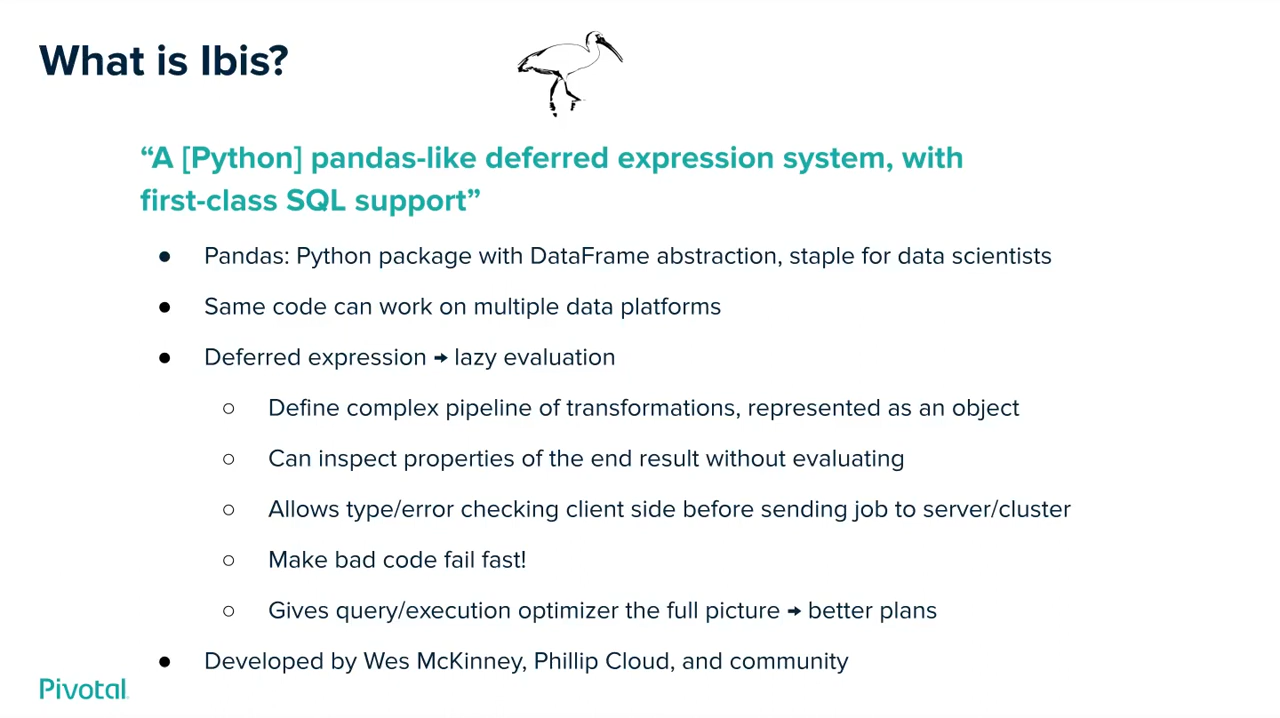 What is Ibis?
“A [Python] pandas-like deferred expression system, with
first-class SQL support”
● Pandas: Python package with DataFrame abstraction, staple for data scientists
● Same code can work on multiple data platforms
● Deferred expression → lazy evaluation
○ Define complex pipeline of transformations, represented as an object
○ Can inspect properties of the end result without evaluating
○ Allows type/error checking client side before sending job to server/cluster
○ Make bad code fail fast!
○ Gives query/execution optimizer the full picture → better plans
● Developed by Wes McKinney, Phillip Cloud, and community
Pivotal